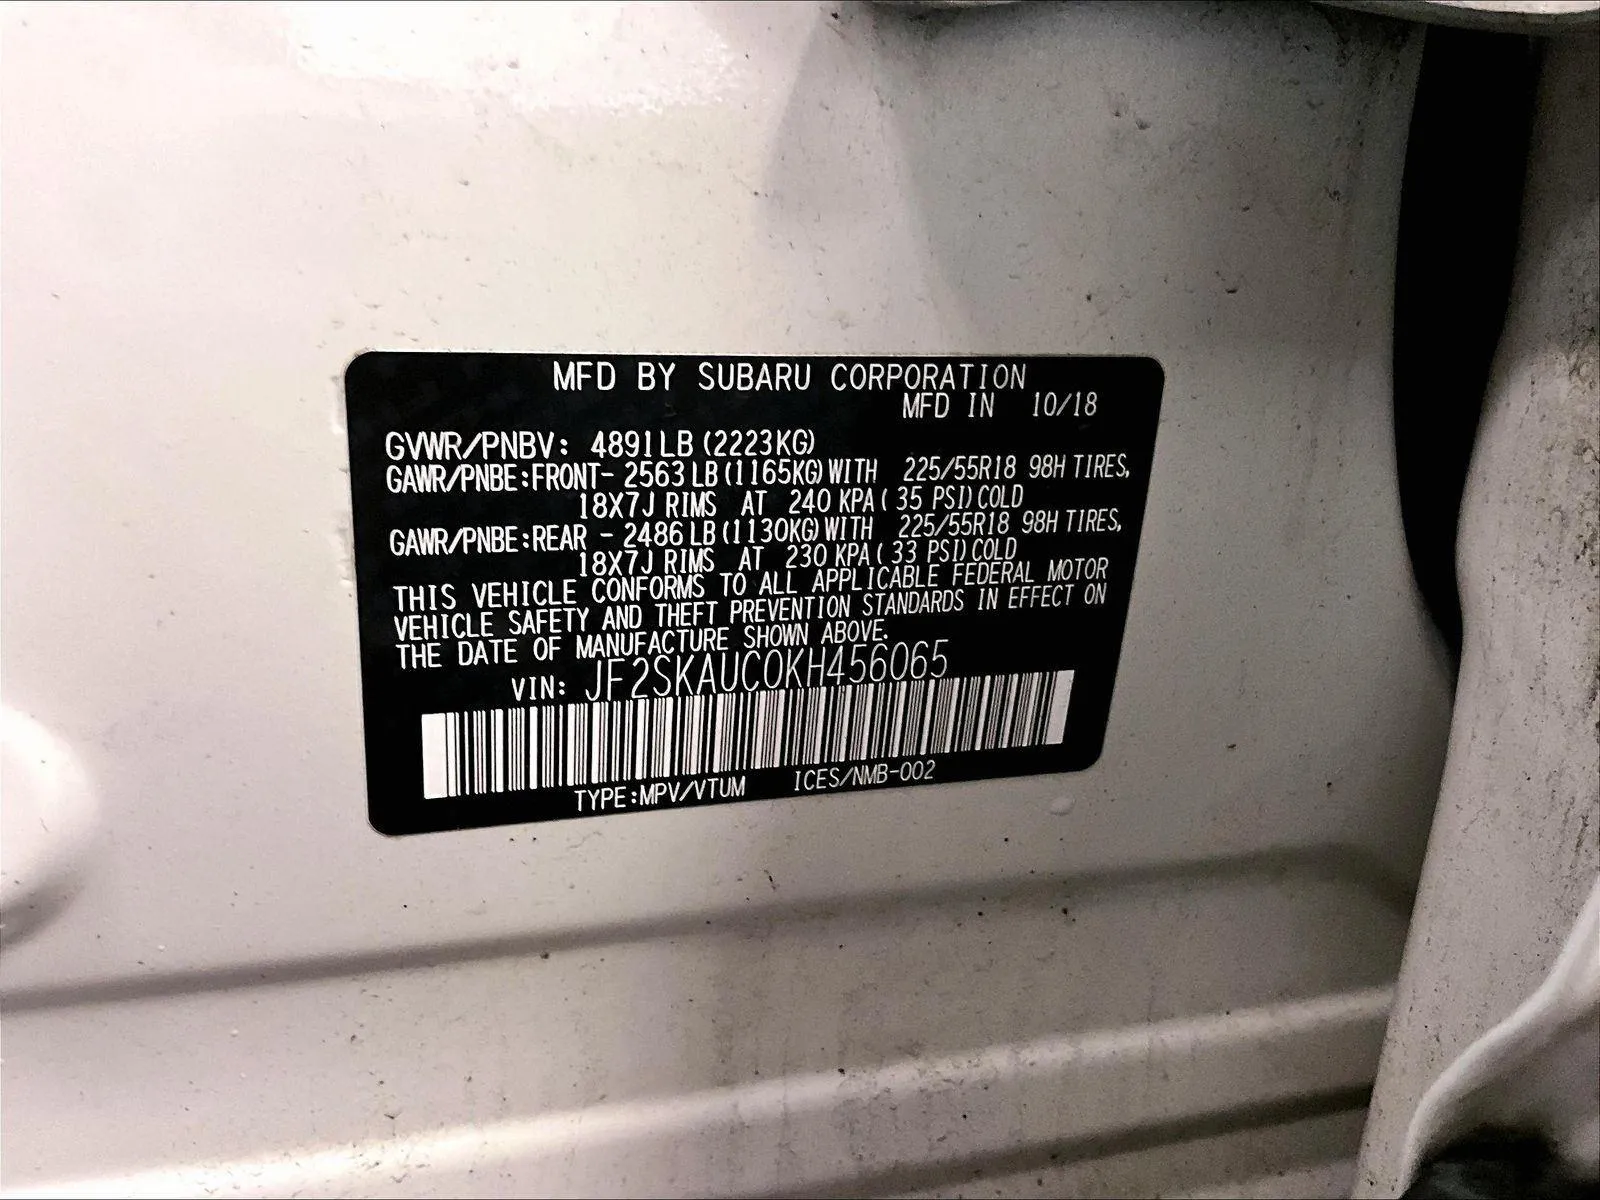 MFD BY SUBARU CORPORATION
MFD IN 10/18
GVWR/PNBV: 4891LB (2223KG)
GAWR/PNBE:FRONT- 2563 LB (1165KG) WITH 225/55R18 98H TIRES,
18X7J RIMS AT 240 KPA ( 35 PSI) COLD
GAWR/PNBE:REAR - 2486 LB (1130KG) WITH 225/55R18 98H TIRES,
18X7J RIMS AT 230 KPA ( 33 PSI) COLD
THIS VEHICLE CONFORMS TO ALL APPLICABLE FEDERAL MOTOR
VEHICLE SAFETY AND THEFT PREVENTION STANDARDS IN EFFECT ON
THE DATE OF MANUFACTURE SHOWN ABOVE.
VIN: JF2SKAUC0KH456065
TYPE:MPV/VTUM ICES/NMB-002